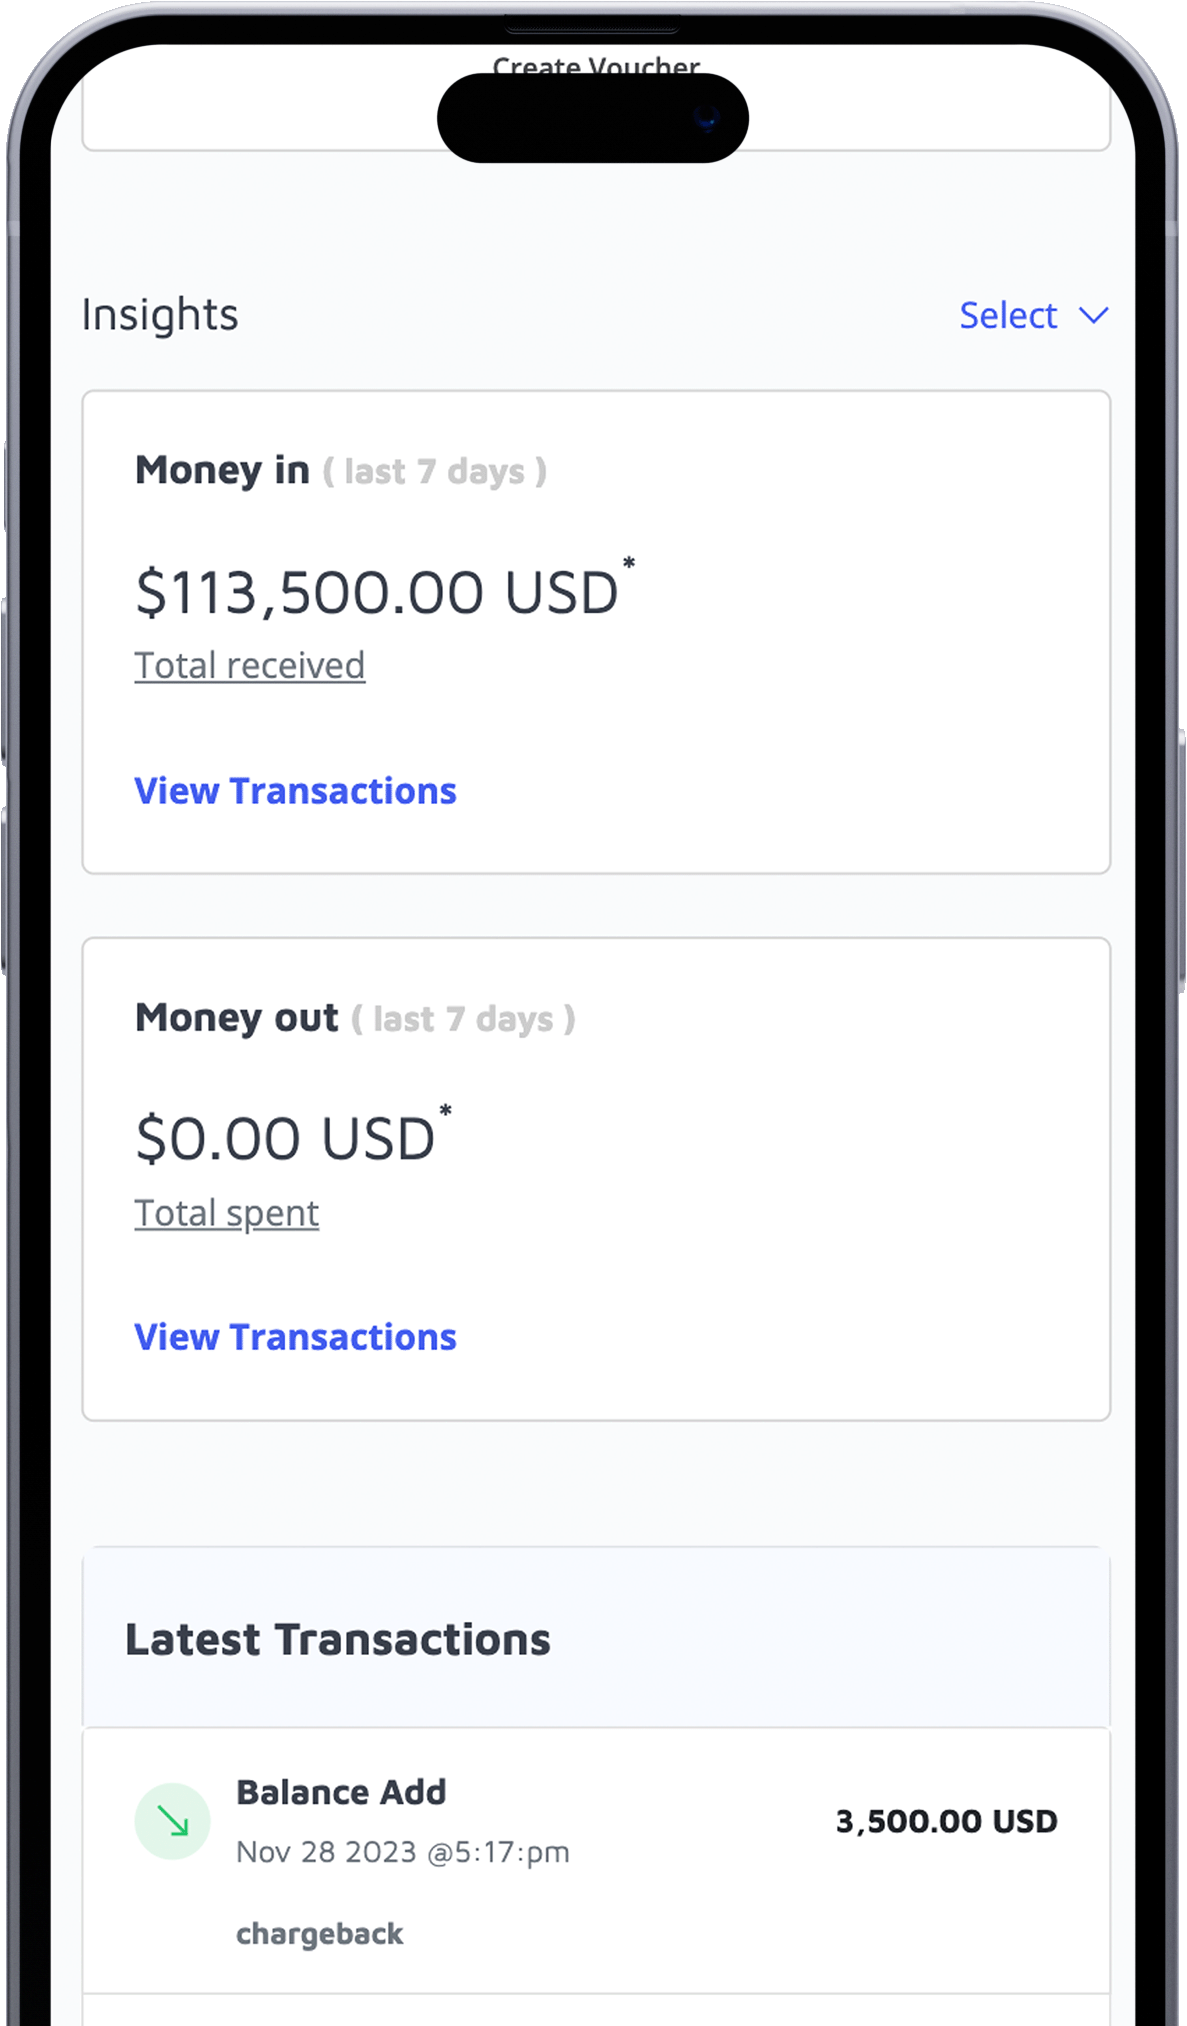 Create Voucher
Insights
Select
Money in ( last 7 days )
$113,500.00 USD*
Total received
View Transactions
Money out ( last 7 days )
$0.00 USD*
Total spent
View Transactions
Latest Transactions
Balance Add
3,500.00 USD
Nov 28 2023 @5:17:pm
chargeback